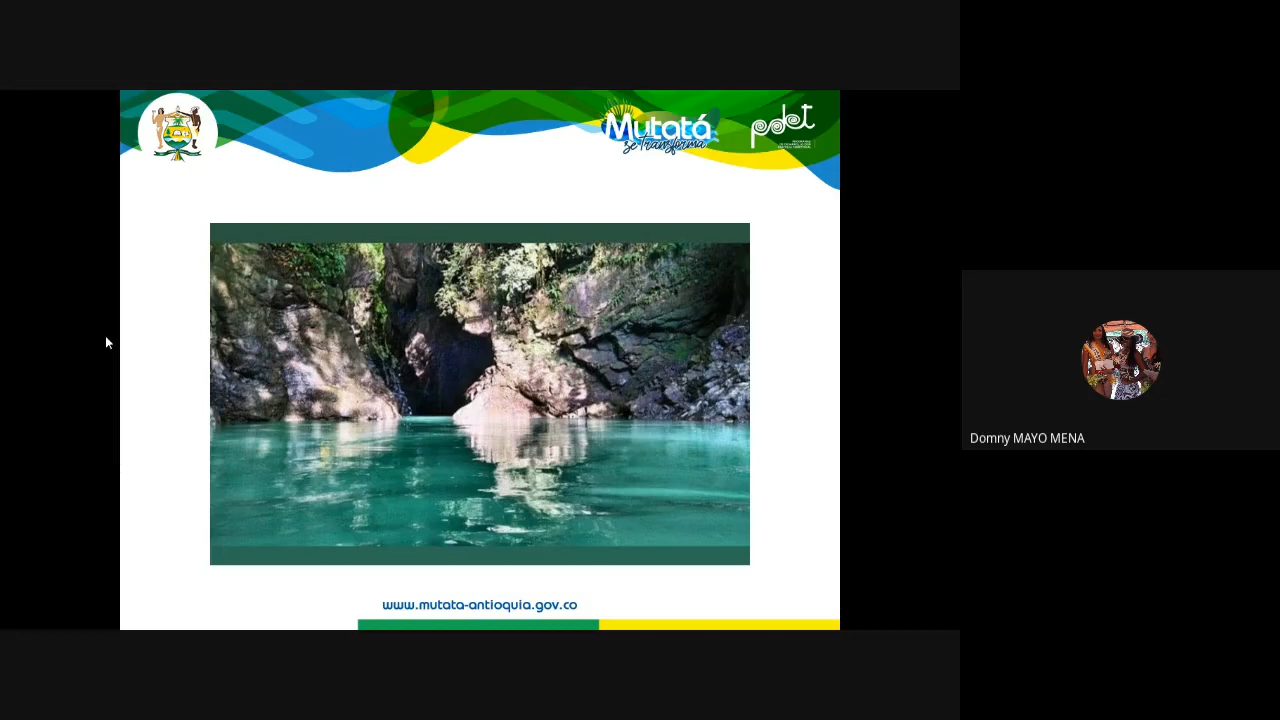 Mutatá
se transforma
pdet
www.mutata-antioquia.gov.co
Domny MAYO MENA